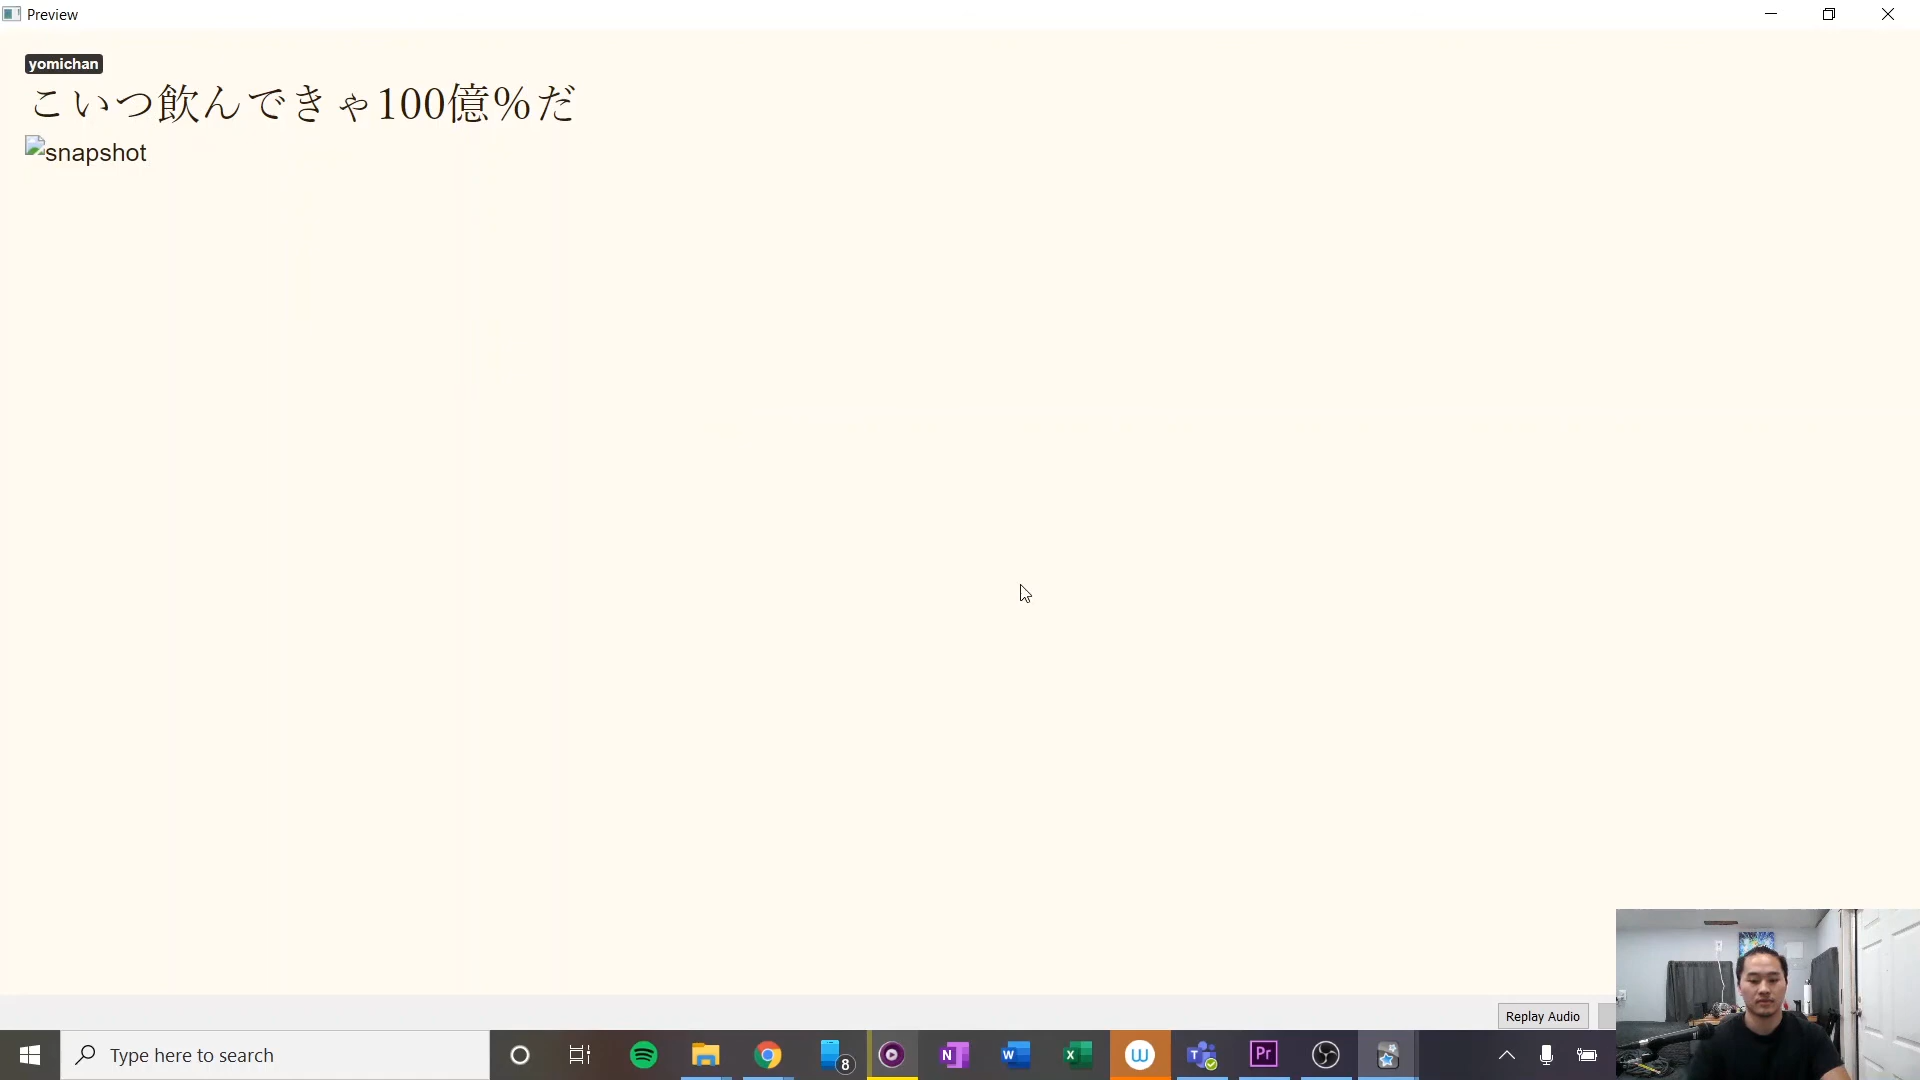 Preview
yomichan
こいつ飲んできゃ100億%だ
snapshot
Replay Audio
Type here to search
8
N
W
X
W
T
Pr